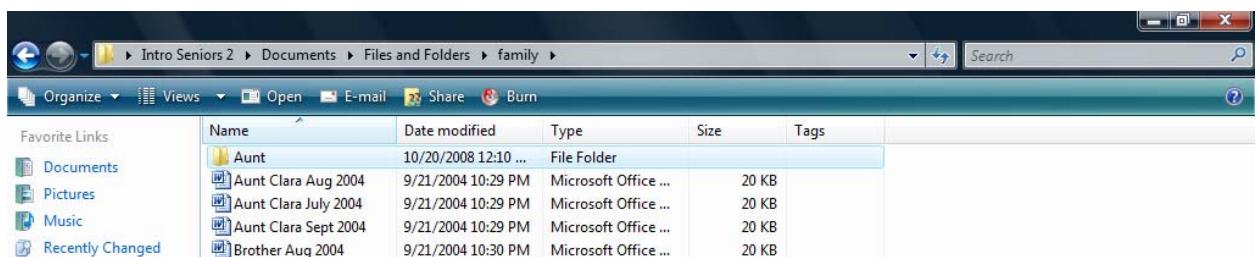 Intro Seniors 2 Documents Files and Folders family Search
Organize Views Open E-mail Share Burn
Favorite Links Name Date modified Type Size Tags
Aunt 10/20/2008 12:10 ... File Folder
Documents Aunt Clara Aug 2004 9/21/2004 10:29 PM Microsoft Office ... 20 KB
Pictures Aunt Clara July 2004 9/21/2004 10:29 PM Microsoft Office ... 20 KB
Music Aunt Clara Sept 2004 9/21/2004 10:29 PM Microsoft Office ... 20 KB
Recently Changed Brother Aug 2004 9/21/2004 10:30 PM Microsoft Office ... 20 KB